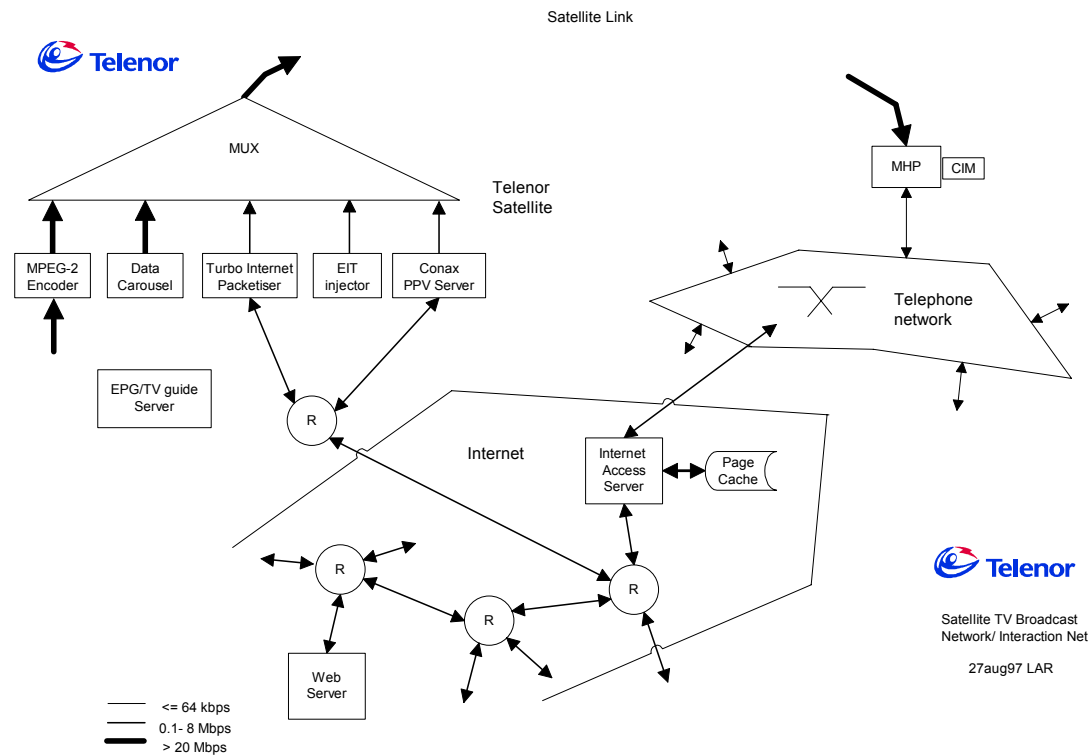 Satellite Link
Telenor
MUX
Telenor
Satellite
MHP
CIM
MPEG-2
Encoder
Data
Carousel
Turbo Internet
Packetiser
EIT
injector
Conax
PPV Server
Telephone
network
EPG/TV guide
Server
R
Internet
Internet
Access
Server
Page
Cache
R
R
R
Web
Server
Telenor
Satellite TV Broadcast
Network/ Interaction Net
27aug97 LAR
<= 64 kbps
0.1- 8 Mbps
> 20 Mbps